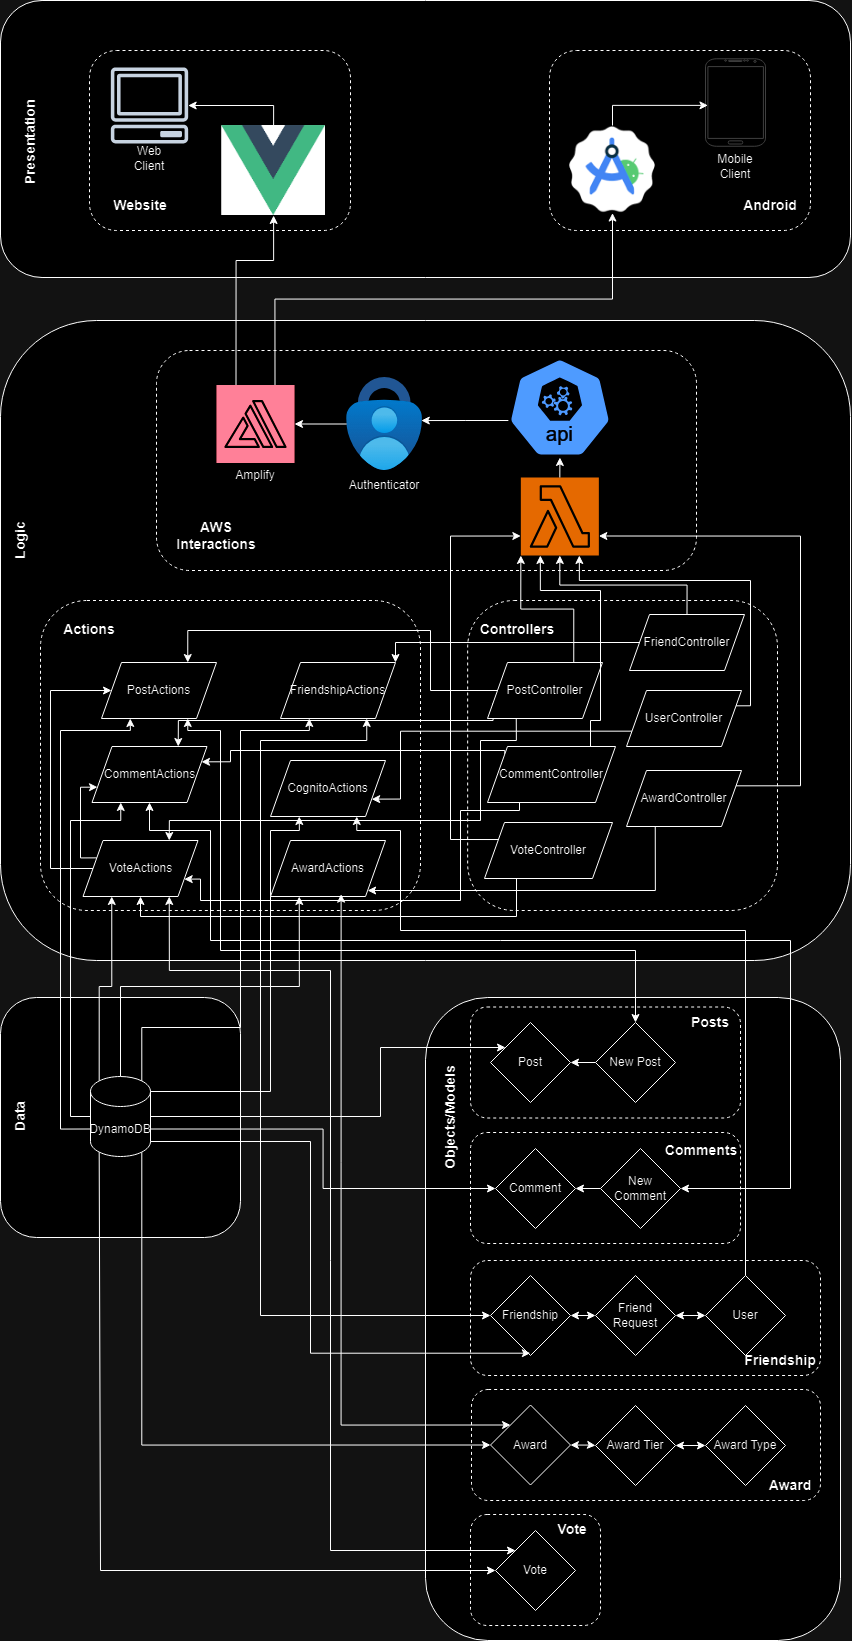 Presentation
Web
Client
Website
Mobile
Client
Android
Logic
Amplify
Authenticator
api
AWS
Interactions
Actions
PostActions
FriendshipActions
CommentActions
CognitoActions
VoteActions
AwardActions
Controllers
FriendController
PostController
UserController
CommentController
AwardController
VoteController
Data
DynamoDB
Objects/Models
Posts
Post
New Post
Comments
Comment
New
Comment
Friendship
Friend
Request
User
Friendship
Award
Award Tier
Award Type
Award
Vote
Vote